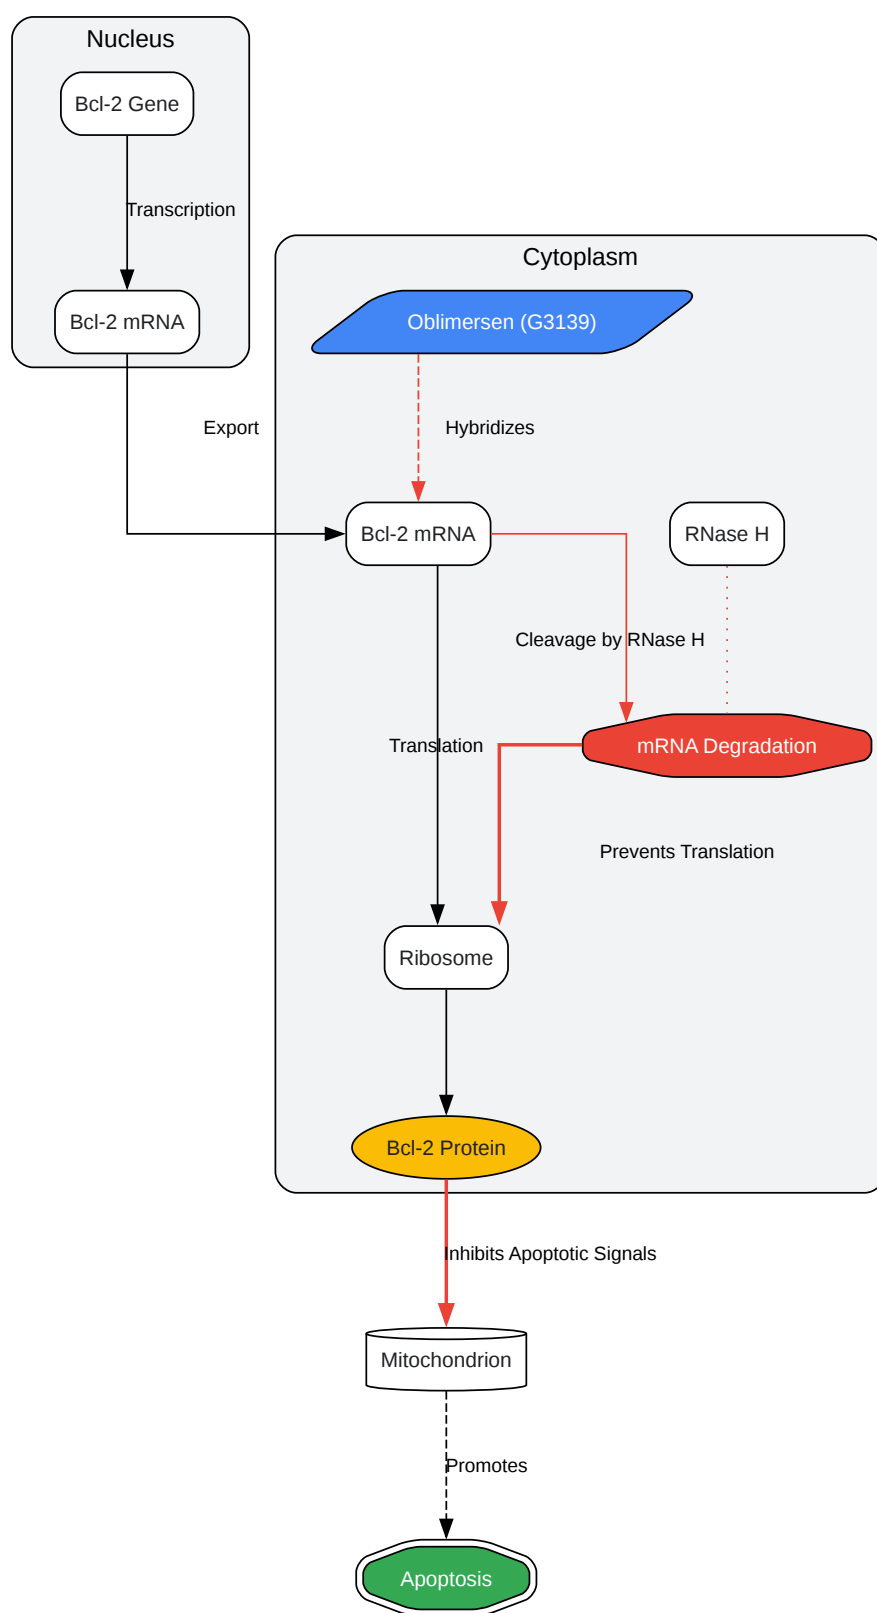 Nucleus
Bcl-2 Gene
Transcription
Bcl-2 mRNA
Export
Cytoplasm
Oblimersen (G3139)
Hybridizes
Bcl-2 mRNA
RNase H
Cleavage by RNase H
Translation
mRNA Degradation
Prevents Translation
Ribosome
Bcl-2 Protein
Inhibits Apoptotic Signals
Mitochondrion
Promotes
Apoptosis